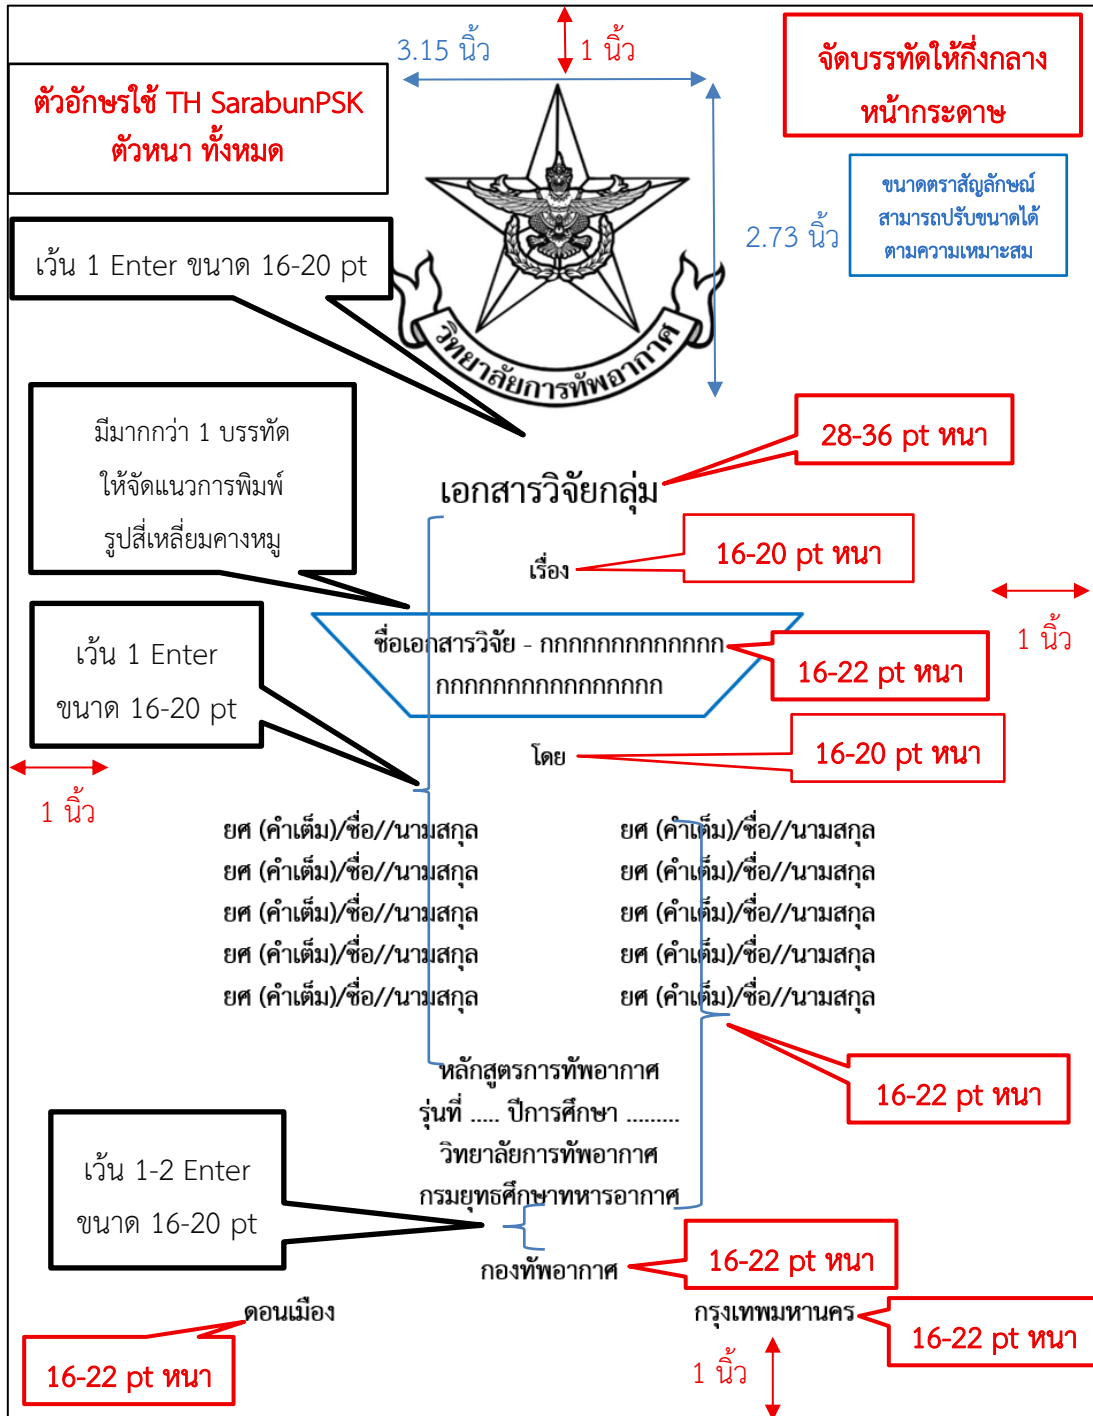 3.15 นิ้ว
1 นิ้ว
จัดบรรทัดให้กึ่งกลาง
หน้ากระดาษ
ตัวอักษรใช้ TH SarabunPSK
ตัวหนา ทั้งหมด
ขนาดตราสัญลักษณ์
สามารถปรับขนาดได้
ตามความเหมาะสม
2.73 นิ้ว
เว้น 1 Enter ขนาด 16-20 pt
วิทยาลัยการทัพอากาศ
มีมากกว่า 1 บรรทัด
ให้จัดแนวการพิมพ์
รูปสี่เหลี่ยมคางหมู
28-36 pt หนา
เอกสารวิจัยกลุ่ม
16-20 pt หนา
เรื่อง
1 นิ้ว
เว้น 1 Enter
ขนาด 16-20 pt
ชื่อเอกสารวิจัย - กกกกกกกกกกกกก
กกกกกกกกกกกกกกกก
16-22 pt หนา
โดย
16-20 pt หนา
1 นิ้ว
ยศ (คำเต็ม)/ชื่อ//นามสกุล ยศ (คำเต็ม)/ชื่อ//นามสกุล
ยศ (คำเต็ม)/ชื่อ//นามสกุล ยศ (คำเต็ม)/ชื่อ//นามสกุล
ยศ (คำเต็ม)/ชื่อ//นามสกุล ยศ (คำเต็ม)/ชื่อ//นามสกุล
ยศ (คำเต็ม)/ชื่อ//นามสกุล ยศ (คำเต็ม)/ชื่อ//นามสกุล
ยศ (คำเต็ม)/ชื่อ//นามสกุล ยศ (คำเต็ม)/ชื่อ//นามสกุล
16-22 pt หนา
หลักสูตรการทัพอากาศ
รุ่นที่ ..... ปีการศึกษา .........
วิทยาลัยการทัพอากาศ
กรมยุทธศึกษาทหารอากาศ
เว้น 1-2 Enter
ขนาด 16-20 pt
กองทัพอากาศ
16-22 pt หนา
ดอนเมือง กรุงเทพมหานคร
16-22 pt หนา
16-22 pt หนา
1 นิ้ว